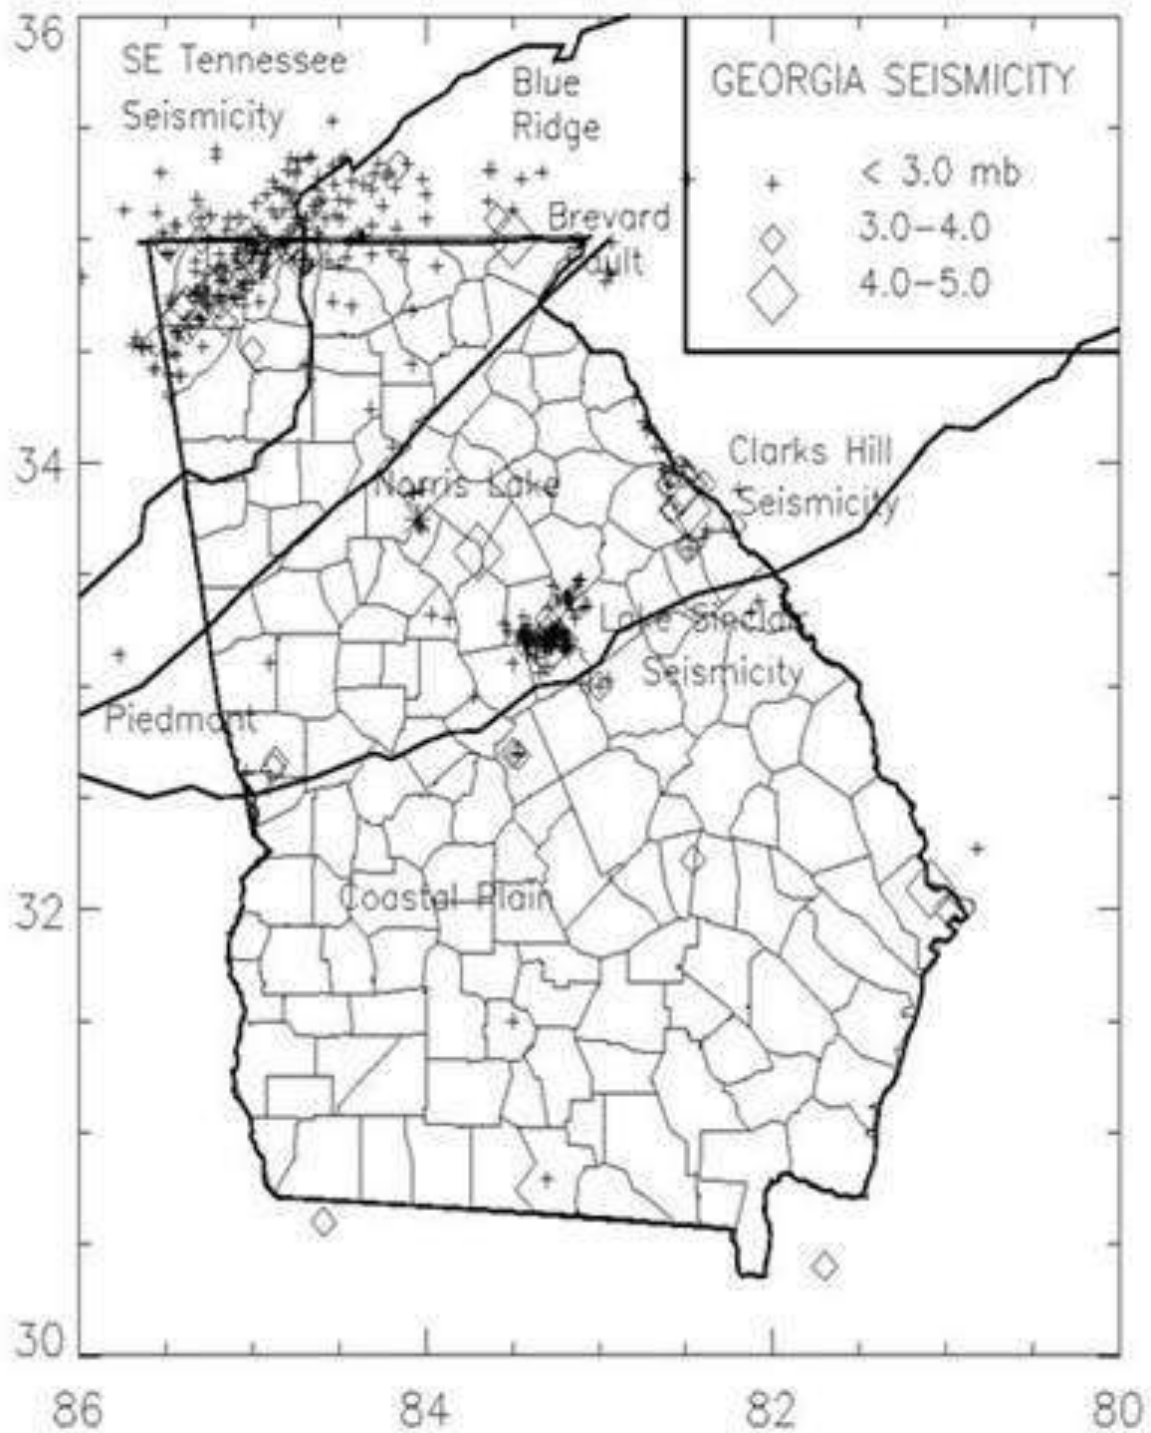 36
SE Tennessee
Seismicity
Blue
Ridge
GEORGIA SEISMICITY
< 3.0 mb
3.0-4.0
4.0-5.0
Brevard
Fault
34
Clarks Hill
Seismicity
Norris Lake
Lake Sinclair
Seismicity
Piedmont
32
Coastal Plain
30
86
84
82
80